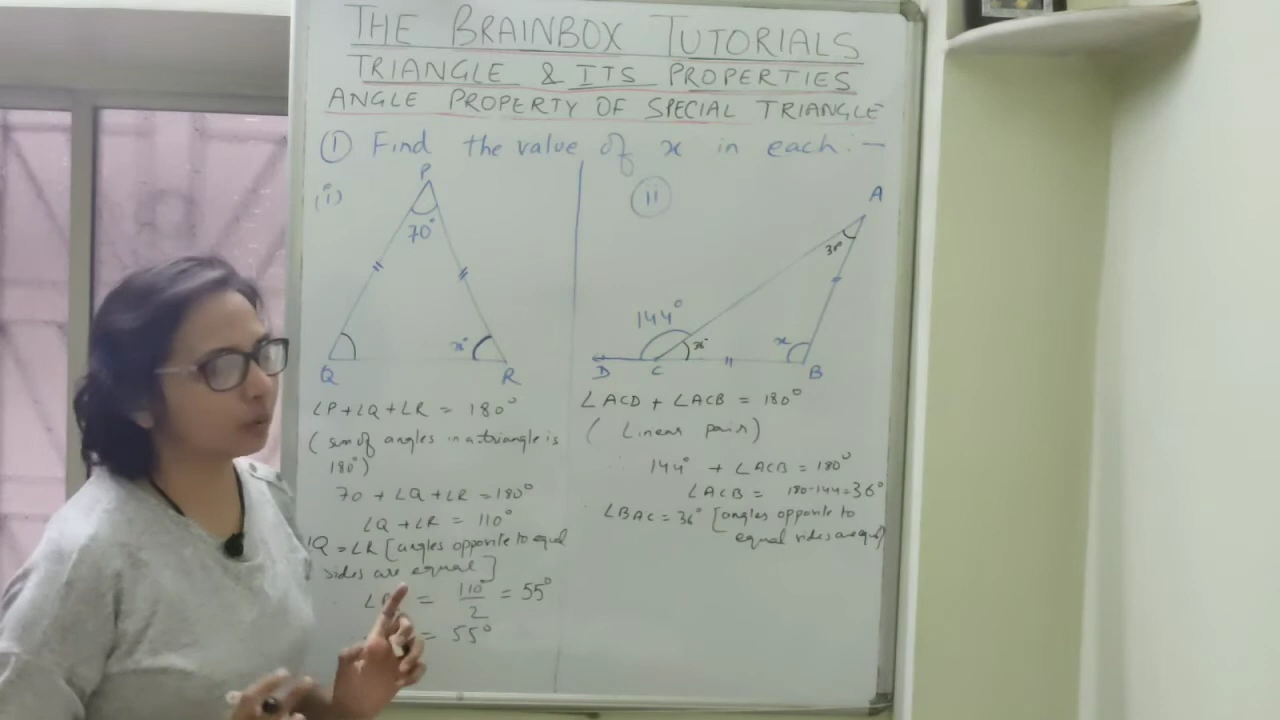 THE BRAINBOX TUTORIALS
TRIANGLE & ITS PROPERTIES
ANGLE PROPERTY OF SPECIAL TRIANGLE
① Find the value of x in each :-
(i)
P
70°
x°
Q
R
∠P+∠Q+∠R = 180°
(sum of angles in a triangle is
180°)
70 + ∠Q + ∠R = 180°
∠Q + ∠R = 110°
Q = ∠R [angles opposite to equal
sides are equal]
= 110°/2 = 55°
= 55°
ii
A
144°
x
D
C
B
∠ACD + ∠ACB = 180°
(Linear pair)
144° + ∠ACB = 180°
∠ACB = 180-144=36°
∠BAC = 36° [angles opposite to
equal sides are